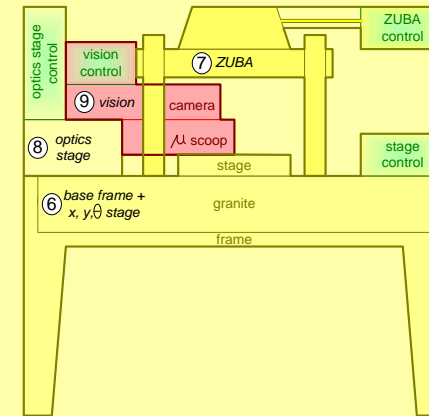 optics stage
control
vision
control
⑦ ZUBA
ZUBA
control
⑨ vision
camera
μ scoop
⑧ optics
stage
stage
stage
control
⑥ base frame +
x, y,θ stage
granite
frame